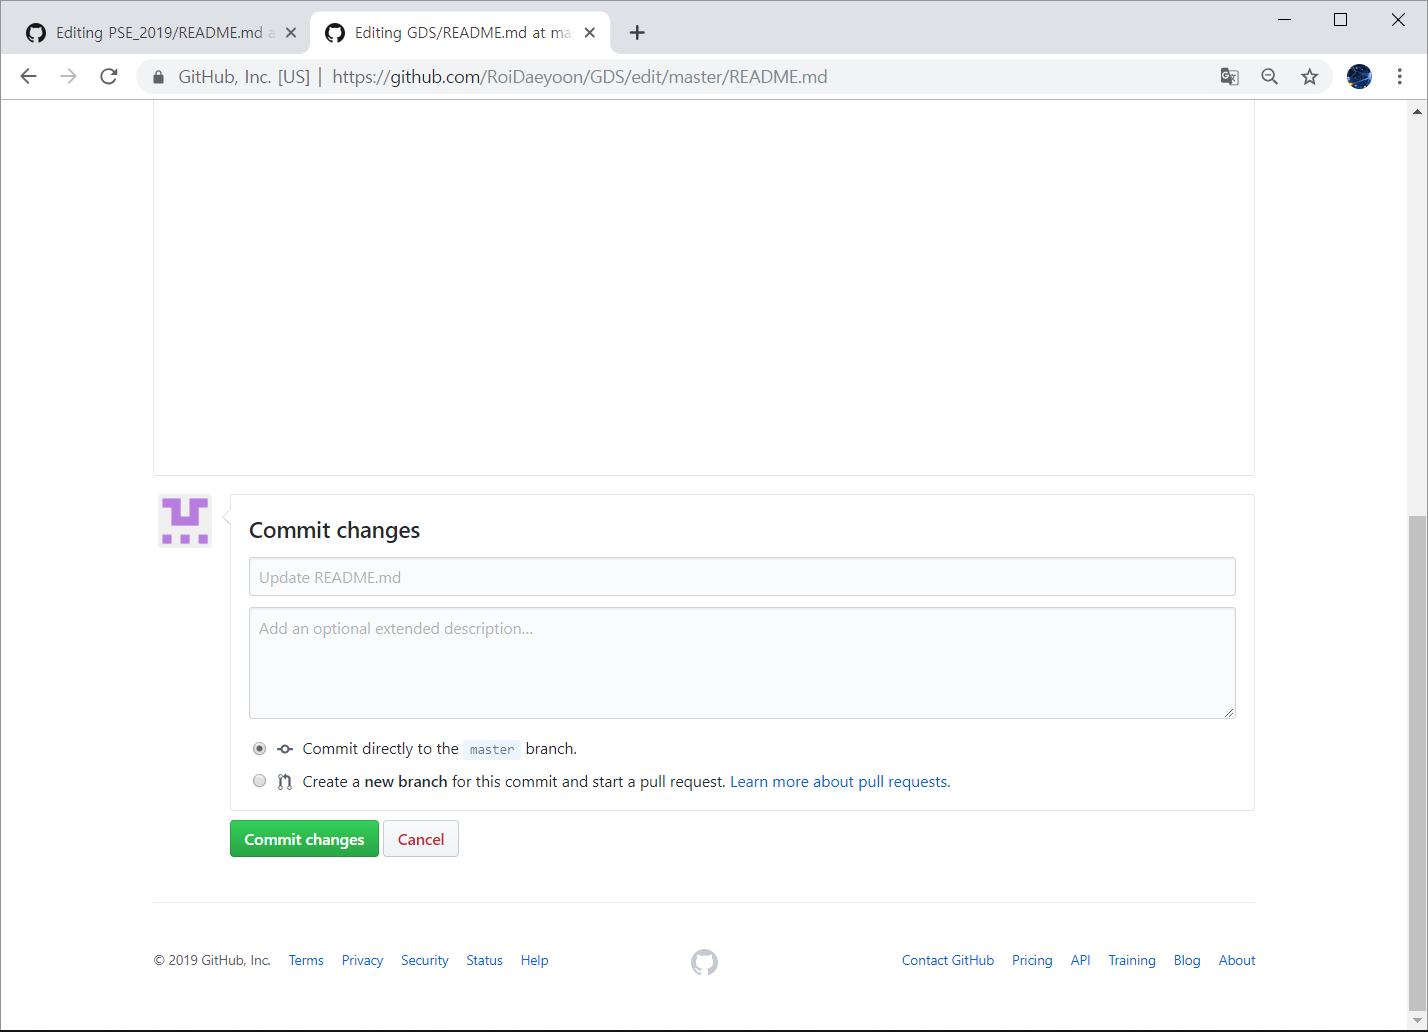 Editing PSE_2019/README.md a
Editing GDS/README.md at ma
GitHub, Inc. [US] | https://github.com/RoiDaeyoon/GDS/edit/master/README.md
Commit changes
Update README.md
Add an optional extended description...
Commit directly to the master branch.
Create a new branch for this commit and start a pull request. Learn more about pull requests.
Commit changes Cancel
© 2019 GitHub, Inc. Terms Privacy Security Status Help Contact GitHub Pricing API Training Blog About